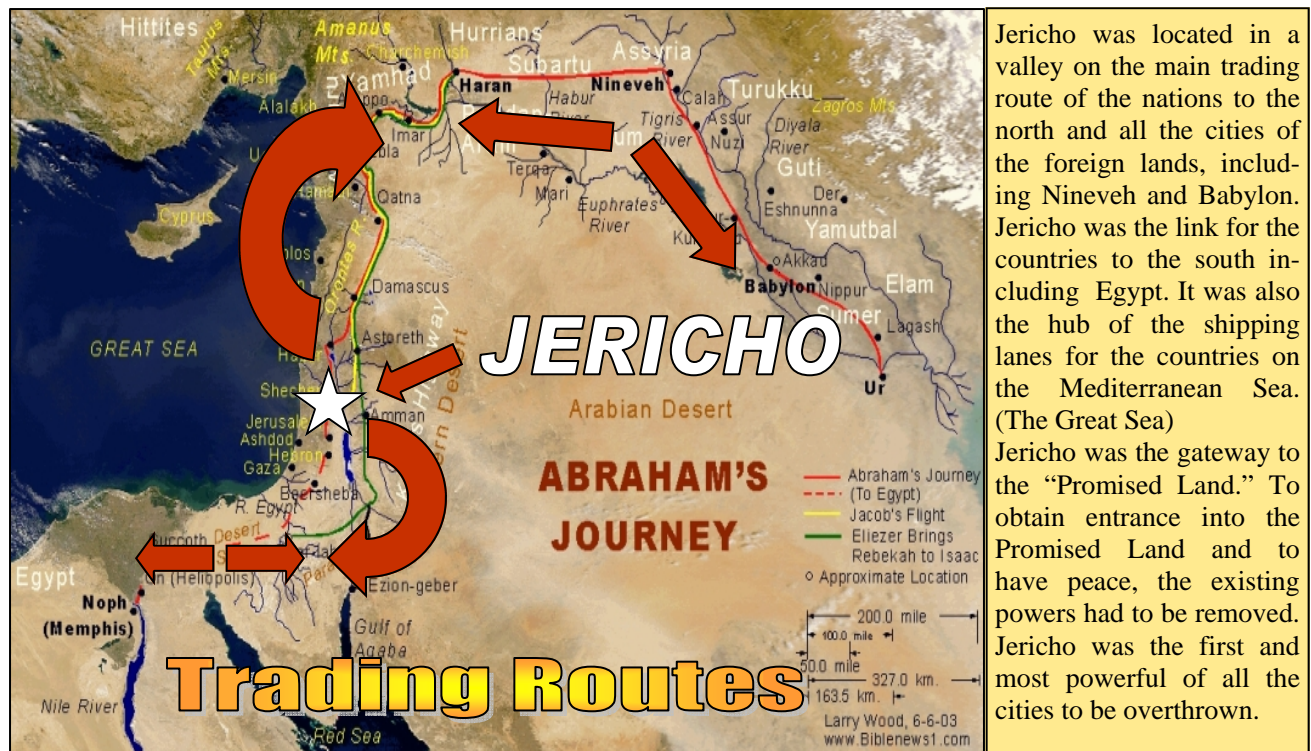 Hittites
Taurus
Mts.
Mersin
Amanus
Mts.
Charchemish
Hurrians
Yamhad
Alalakh
Haran
Subartu
Assyria
Nineveh
Calah
Turukku
Zagros Mts
Habur
River
Tigris
River
Assur
Nuzi
Diyala
River
Imar
Guti
Terqa
Mari
Euphrates
River
Der
Eshnunna
Yamutbal
Qatna
Cyprus
Akkad
Babylon
Nippur
Elam
Sumer
Lagash
Ur
Damascus
GREAT SEA
Astoreth
JERICHO
Amman
Ashdod
Hebron
Gaza
Beersheba
R. Egypt
Arabian Desert
ABRAHAM'S
JOURNEY
Abraham's Journey
(To Egypt)
Jacob's Flight
Eliezer Brings
Rebekah to Isaac
Approximate Location
Desert
Egypt
On (Heliopolis)
Noph
(Memphis)
Ezion-geber
Gulf of
Aqaba
200.0 mile
100.0 mile
50.0 mile
327.0 km.
163.5 km.
Trading Routes
Nile River
Red Sea
Larry Wood, 6-6-03
www.Biblenews1.com
Jericho was located in a
valley on the main trading
route of the nations to the
north and all the cities of
the foreign lands, includ-
ing Nineveh and Babylon.
Jericho was the link for the
countries to the south in-
cluding Egypt. It was also
the hub of the shipping
lanes for the countries on
the Mediterranean Sea.
(The Great Sea)
Jericho was the gateway to
the “Promised Land.” To
obtain entrance into the
Promised Land and to
have peace, the existing
powers had to be removed.
Jericho was the first and
most powerful of all the
cities to be overthrown.